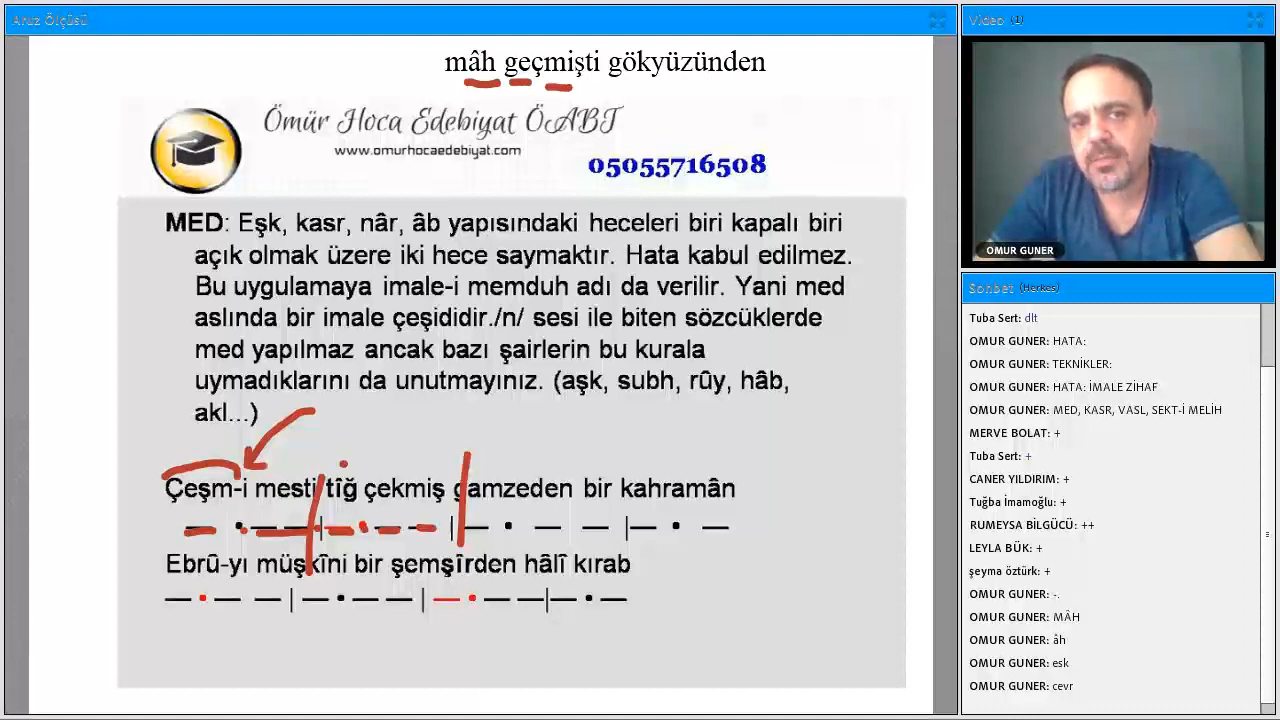 Aruz Ölçüsü
mâh geçmişti gökyüzünden
Ömür Hoca Edebiyat ÖABT
www.omurhocaedebiyat.com
05055716508
MED: Eşk, kasr, nâr, âb yapısındaki heceleri biri kapalı biri
açık olmak üzere iki hece saymaktır. Hata kabul edilmez.
Bu uygulamaya imale-i memduh adı da verilir. Yani med
aslında bir imale çeşididir./n/ sesi ile biten sözcüklerde
med yapılmaz ancak bazı şairlerin bu kurala
uymadıklarını da unutmayınız. (aşk, subh, rûy, hâb,
akl...)
Çeşm-i mesti tîğ çekmiş gamzeden bir kahramân
— . — — | — . — — | — . — — | — . —
Ebrû-yı müşkîni bir şemşîrden hâlî kırab
— . — — | — . — — | — . — — | — . —
Video (1)
OMUR GUNER
Sohbet (Herkes)
Tuba Sert: dlt
OMUR GUNER: HATA:
OMUR GUNER: TEKNİKLER:
OMUR GUNER: HATA: İMALE ZİHAF
OMUR GUNER: MED, KASR, VASL, SEKT-İ MELİH
MERVE BOLAT: +
Tuba Sert: +
CANER YILDIRIM: +
Tuğba İmamoğlu: +
RUMEYSA BİLGÜCÜ: ++
LEYLA BÜK: +
şeyma öztürk: +
OMUR GUNER: -.
OMUR GUNER: MÂH
OMUR GUNER: âh
OMUR GUNER: esk
OMUR GUNER: cevr